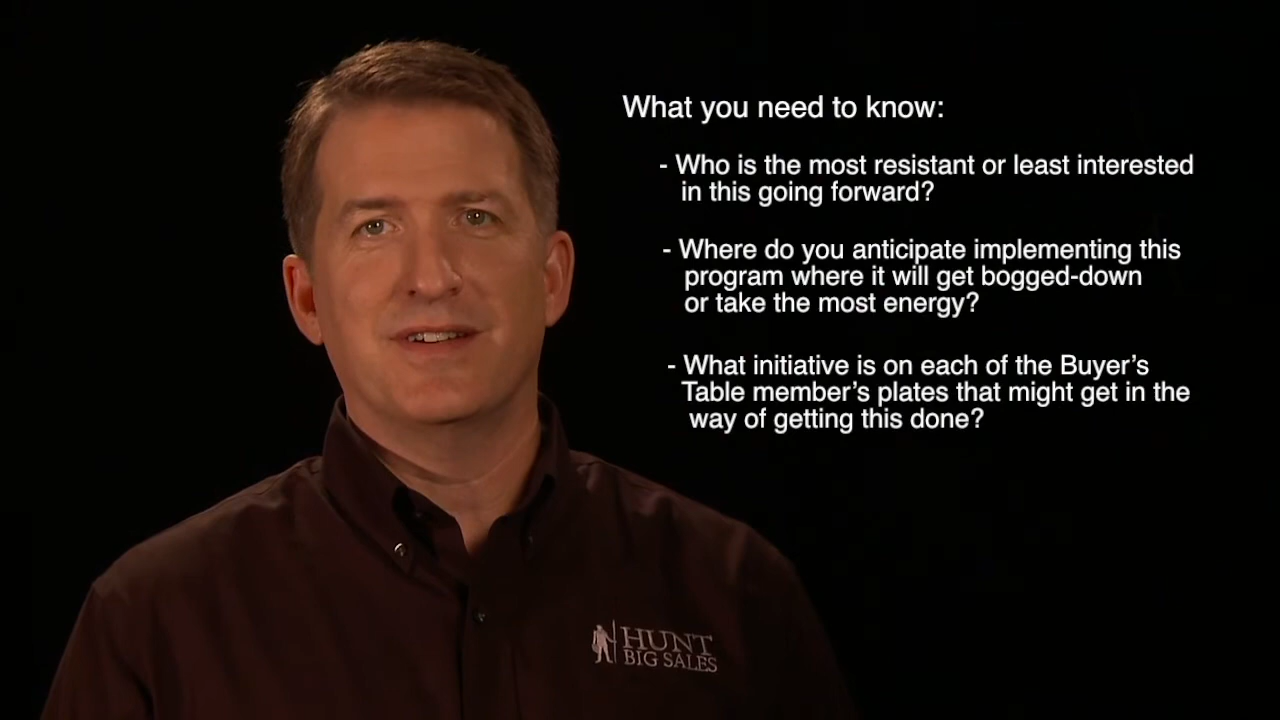 What you need to know:
- Who is the most resistant or least interested
in this going forward?
- Where do you anticipate implementing this
program where it will get bogged-down
or take the most energy?
- What initiative is on each of the Buyer's
Table member's plates that might get in the
way of getting this done?
HUNT
BIG SALES